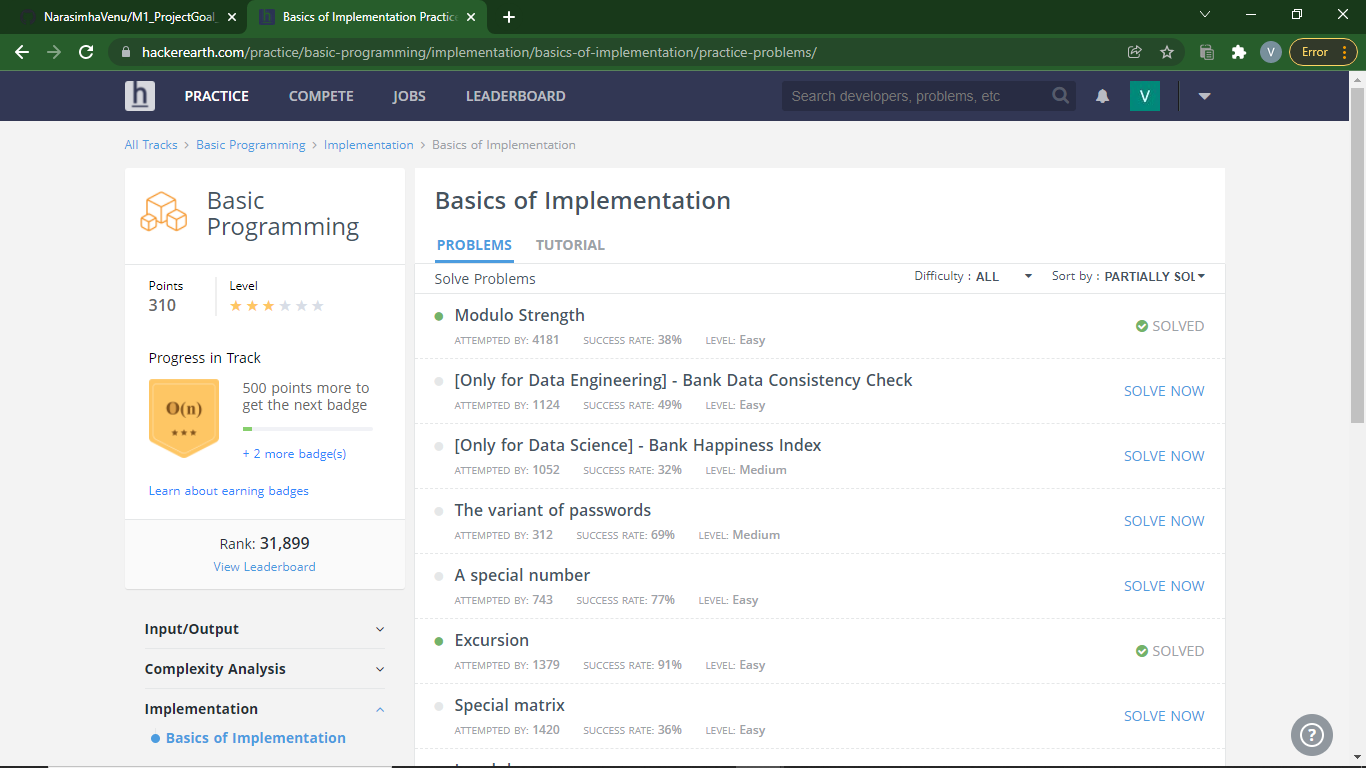 NarasimhaVenu/M1_ProjectGoal_
Basics of Implementation Practice
hackerearth.com/practice/basic-programming/implementation/basics-of-implementation/practice-problems/
V
Error
h
PRACTICE
COMPETE
JOBS
LEADERBOARD
Search developers, problems, etc
V
All Tracks > Basic Programming > Implementation > Basics of Implementation
Basic
Programming
Points
310
Level
Progress in Track
O(n)
500 points more to
get the next badge
+ 2 more badge(s)
Learn about earning badges
Rank: 31,899
View Leaderboard
Input/Output
Complexity Analysis
Implementation
Basics of Implementation
Basics of Implementation
PROBLEMS
TUTORIAL
Solve Problems
Difficulty : ALL
Sort by : PARTIALLY SOL
Modulo Strength
ATTEMPTED BY: 4181 SUCCESS RATE: 38% LEVEL: Easy
SOLVED
[Only for Data Engineering] - Bank Data Consistency Check
ATTEMPTED BY: 1124 SUCCESS RATE: 49% LEVEL: Easy
SOLVE NOW
[Only for Data Science] - Bank Happiness Index
ATTEMPTED BY: 1052 SUCCESS RATE: 32% LEVEL: Medium
SOLVE NOW
The variant of passwords
ATTEMPTED BY: 312 SUCCESS RATE: 69% LEVEL: Medium
SOLVE NOW
A special number
ATTEMPTED BY: 743 SUCCESS RATE: 77% LEVEL: Easy
SOLVE NOW
Excursion
ATTEMPTED BY: 1379 SUCCESS RATE: 91% LEVEL: Easy
SOLVED
Special matrix
ATTEMPTED BY: 1420 SUCCESS RATE: 36% LEVEL: Easy
SOLVE NOW
?